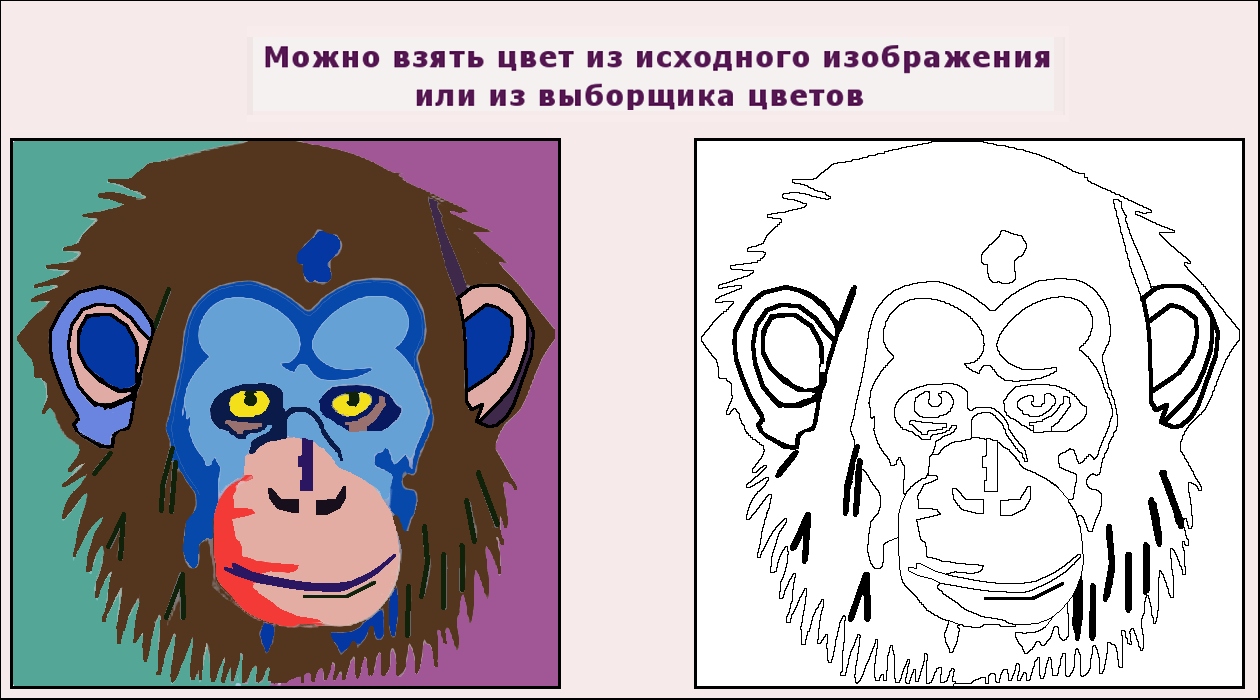 Можно взять цвет из исходного изображения
или из выборщика цветов